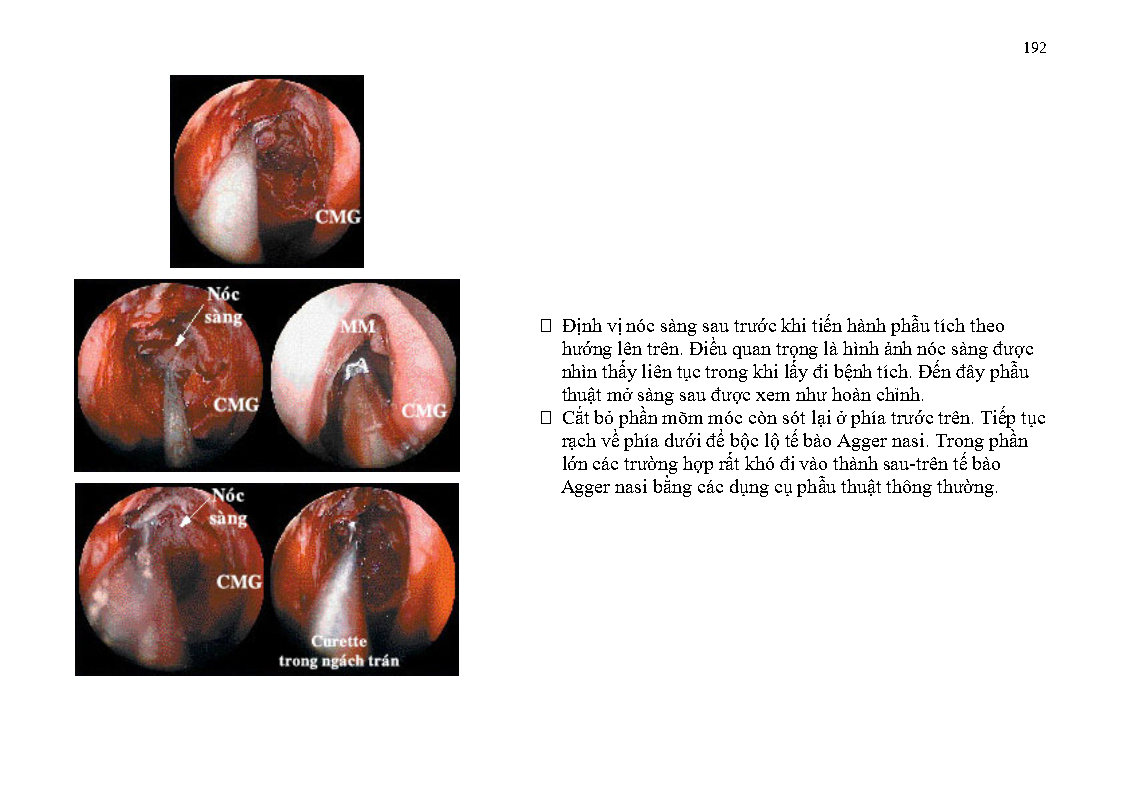 192
CMG
Nóc
sàng
CMG
MM
CMG
Nóc
sàng
CMG
Curette
trong ngách trán
Định vị nóc sàng sau trước khi tiến hành phẫu tích theo
hướng lên trên. Điều quan trọng là hình ảnh nóc sàng được
nhìn thấy liên tục trong khi lấy đi bệnh tích. Đến đây phẫu
thuật mở sàng sau được xem như hoàn chỉnh.
Cắt bỏ phần mõm móc còn sót lại ở phía trước trên. Tiếp tục
rạch về phía dưới để bộc lộ tế bào Agger nasi. Trong phần
lớn các trường hợp rất khó đi vào thành sau-trên tế bào
Agger nasi bằng các dụng cụ phẫu thuật thông thường.